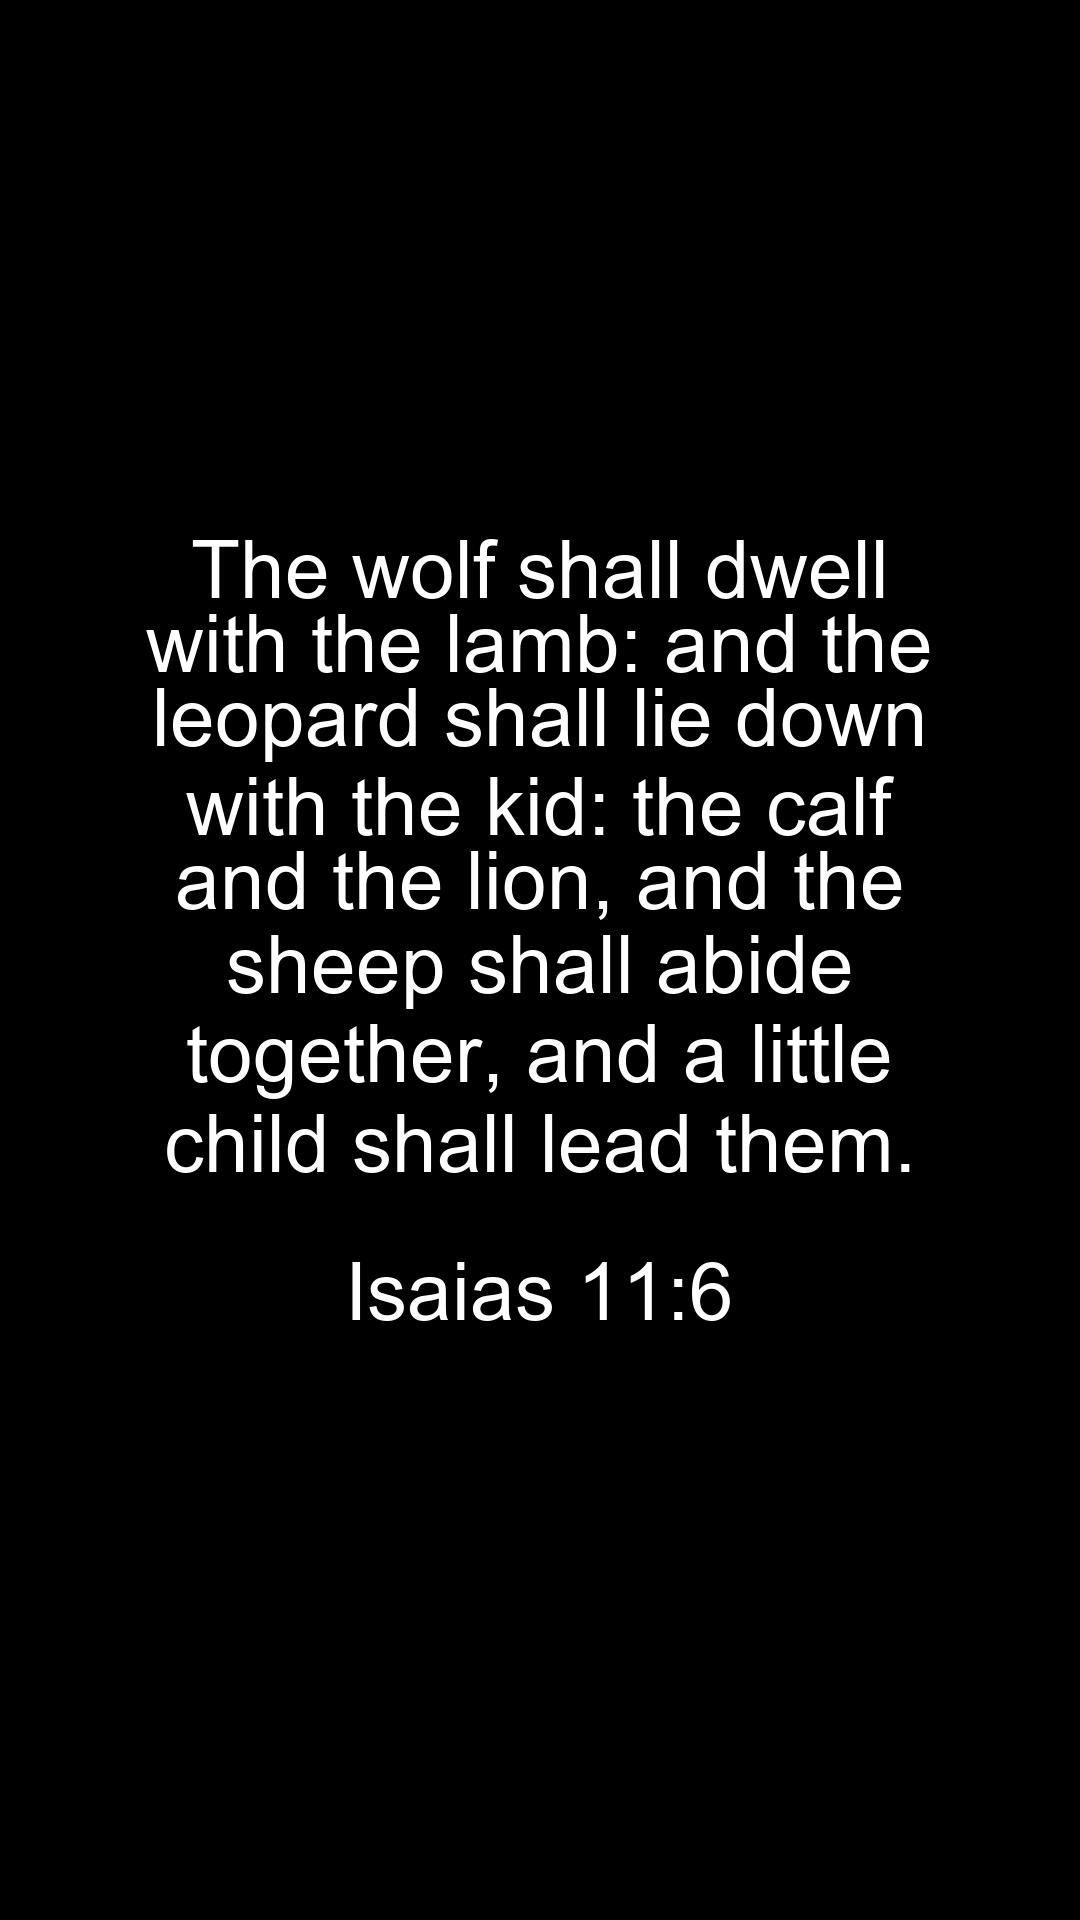 The wolf shall dwell
with the lamb: and the
leopard shall lie down
with the kid: the calf
and the lion, and the
sheep shall abide
together, and a little
child shall lead them.
Isaias 11:6